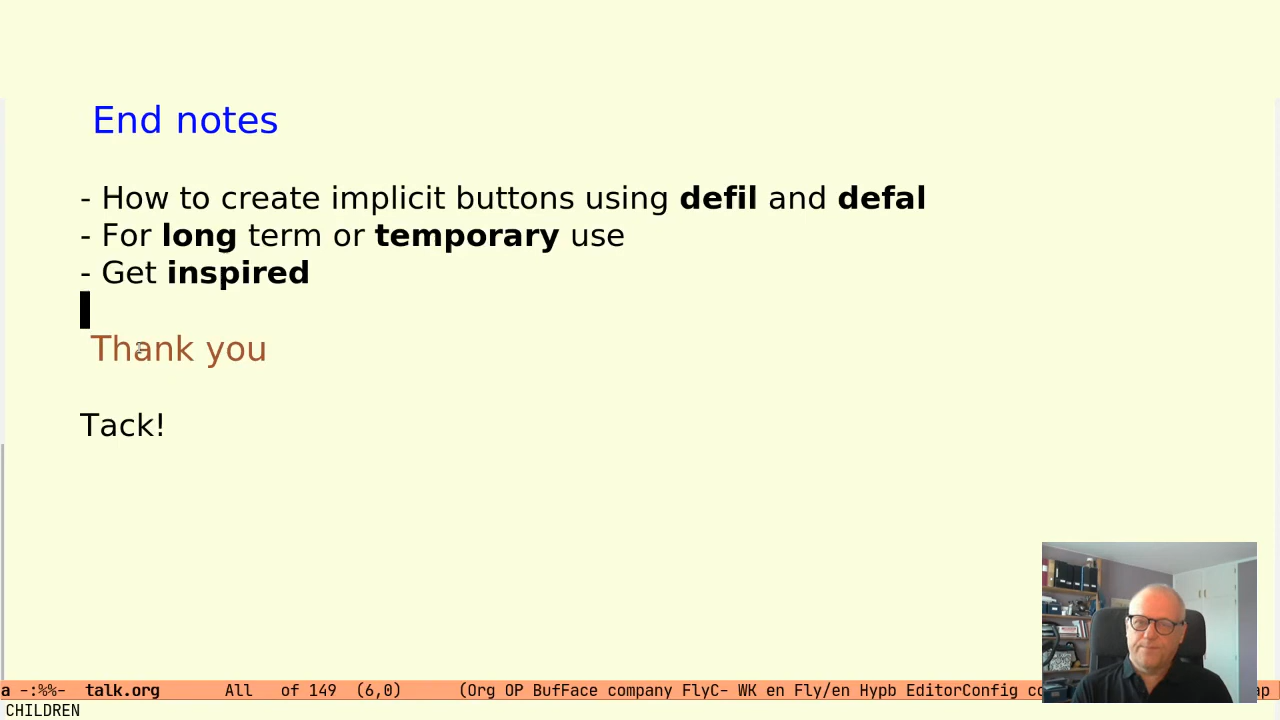 End notes
- How to create implicit buttons using defil and defal
- For long term or temporary use
- Get inspired
Thank you
Tack!
a -:%%-  talk.org       All   of 149  (6,0)      (Org OP BufFace company FlyC- WK en Fly/en Hypb EditorConfig co ap
CHILDREN